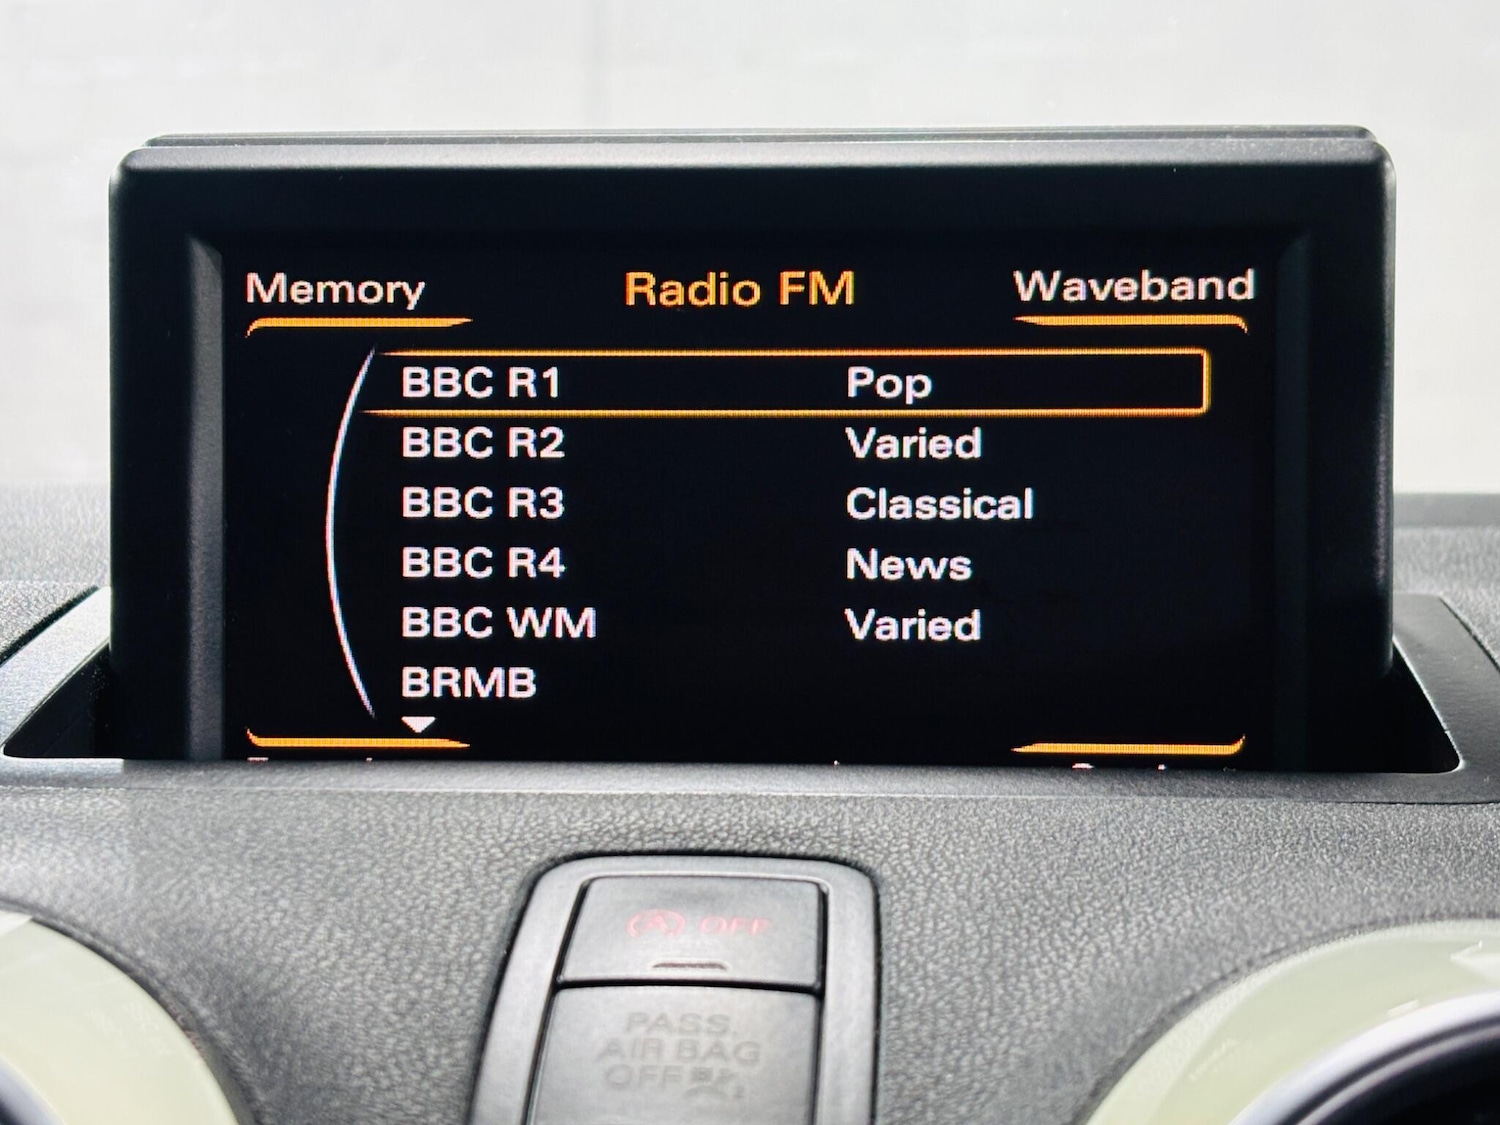 Memory Radio FM Waveband
BBC R1 Pop
BBC R2 Varied
BBC R3 Classical
BBC R4 News
BBC WM Varied
BRMB
OFF
PASS.
AIR BAG
OFF